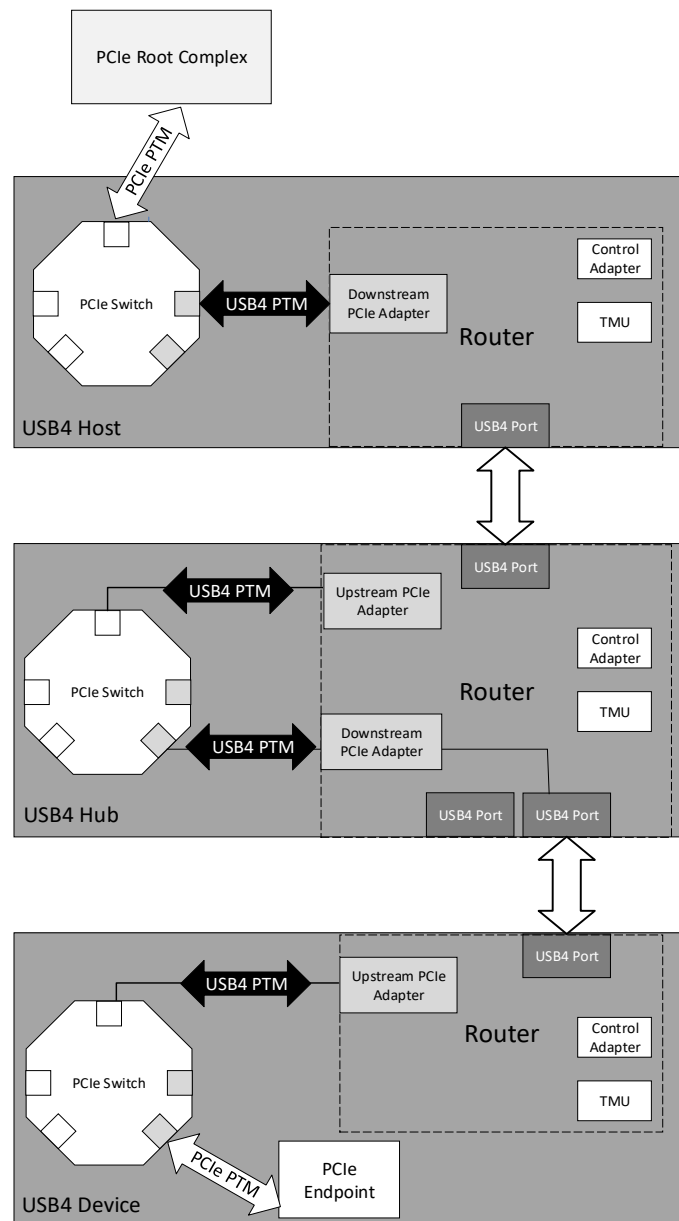 PCIe Root Complex
PCIe PTM
PCIe Switch
USB4 PTM
Downstream
PCIe Adapter
Control
Adapter
TMU
Router
USB4 Port
USB4 Host
USB4 Port
USB4 PTM
Upstream PCIe
Adapter
Control
Adapter
PCIe Switch
Router
TMU
USB4 PTM
Downstream
PCIe Adapter
USB4 Port
USB4 Port
USB4 Hub
USB4 Port
USB4 PTM
Upstream PCIe
Adapter
Router
Control
Adapter
PCIe Switch
TMU
PCIe PTM
PCIe
Endpoint
USB4 Device